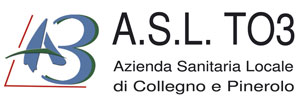 A.S.L. TO3
Azienda Sanitaria Locale
di Collegno e Pinerolo